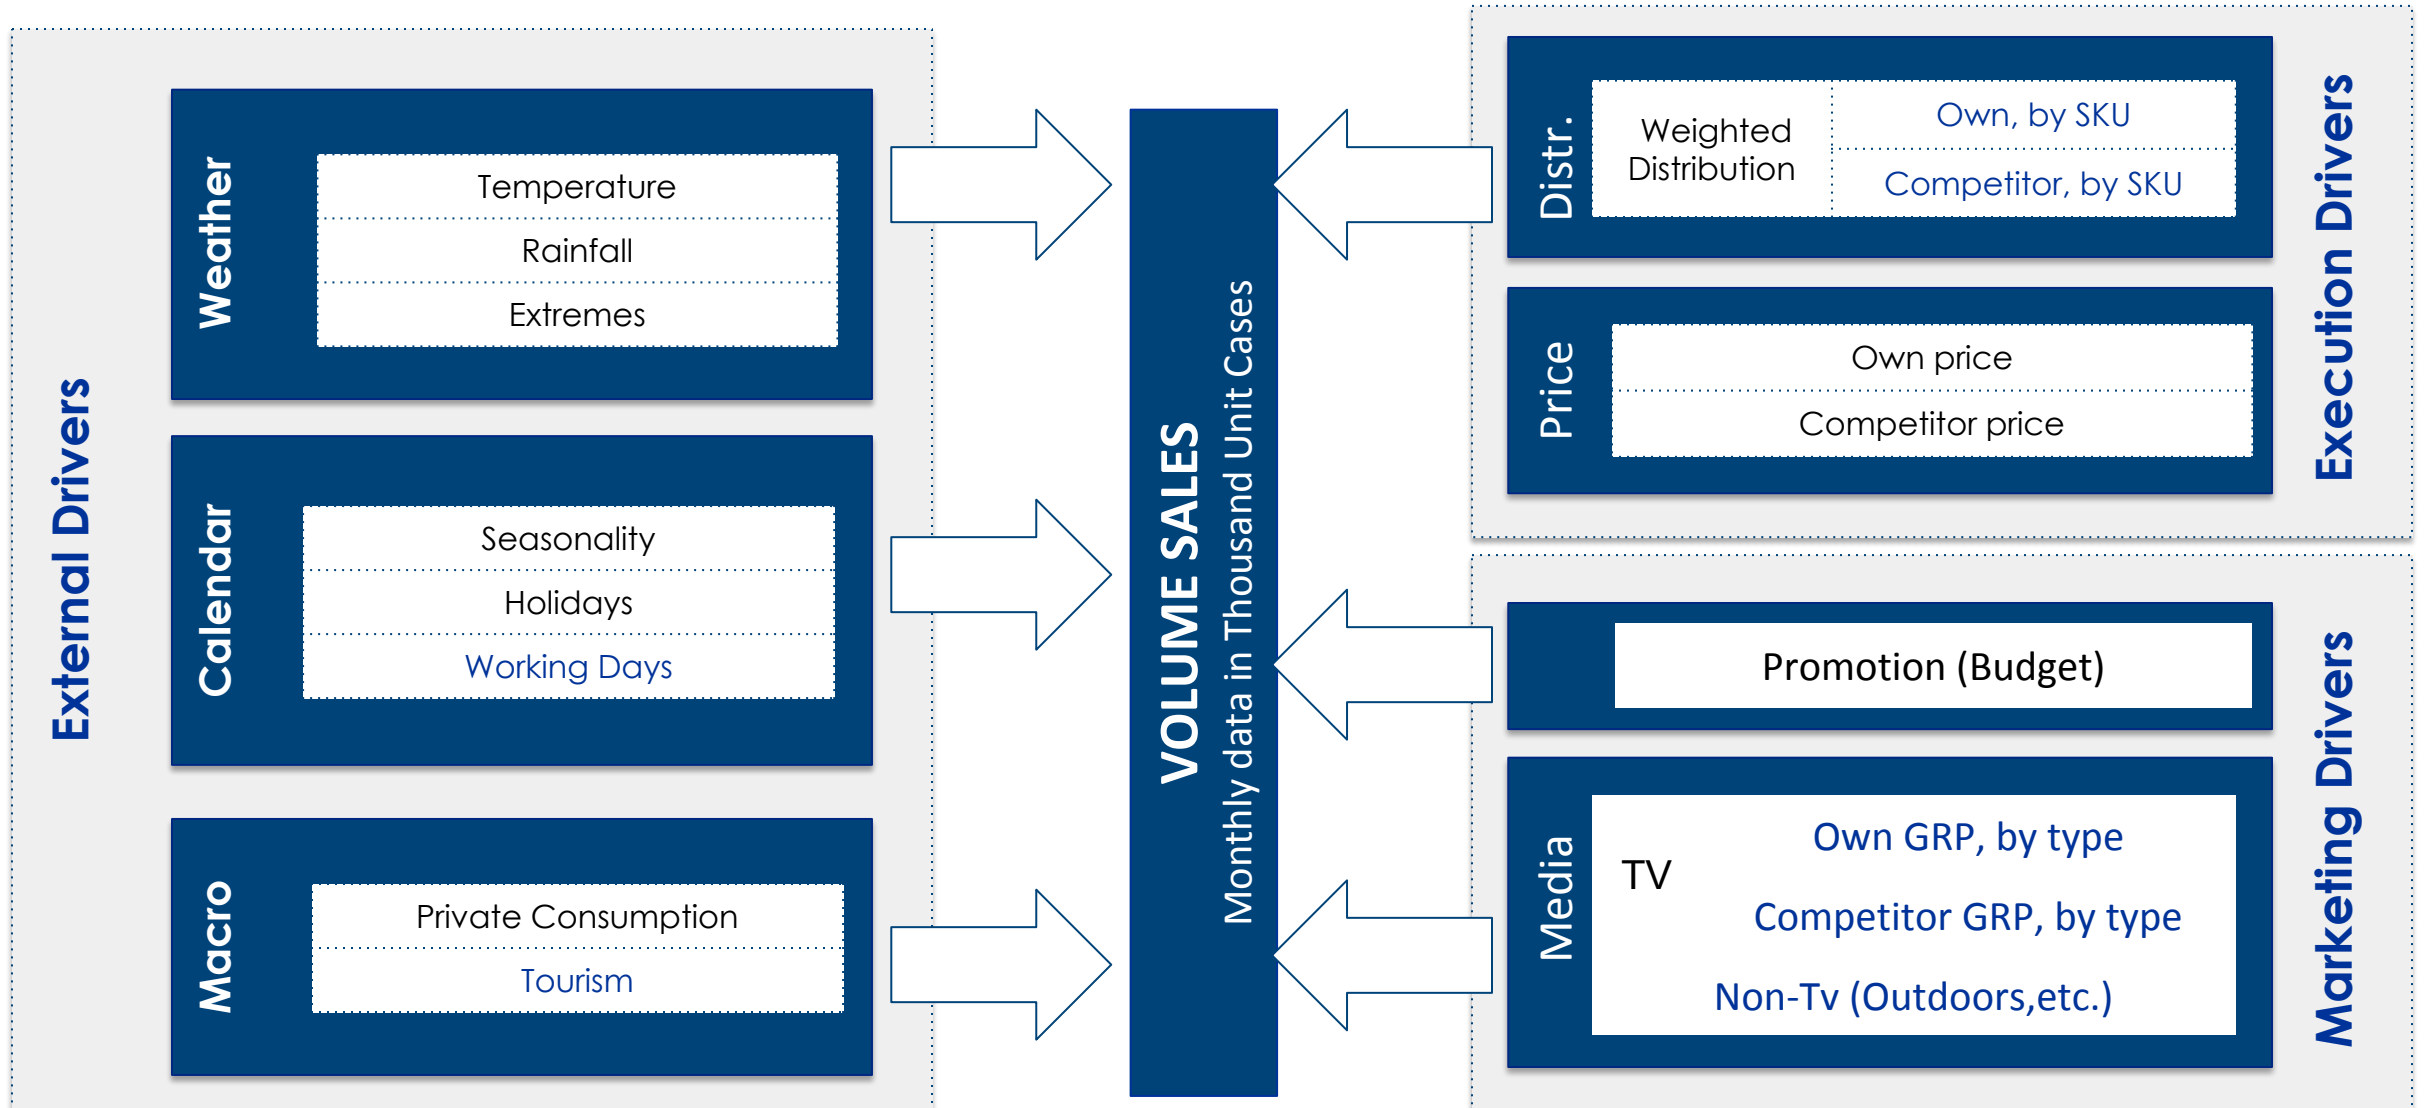 External Drivers
Weather
Temperature
Rainfall
Extremes
Calendar
Seasonality
Holidays
Working Days
Macro
Private Consumption
Tourism
VOLUME SALES
Monthly data in Thousand Unit Cases
Execution Drivers
Distr.
Weighted
Distribution
Own, by SKU
Competitor, by SKU
Price
Own price
Competitor price
Marketing Drivers
Promotion (Budget)
Media
TV
Own GRP, by type
Competitor GRP, by type
Non-Tv (Outdoors,etc.)